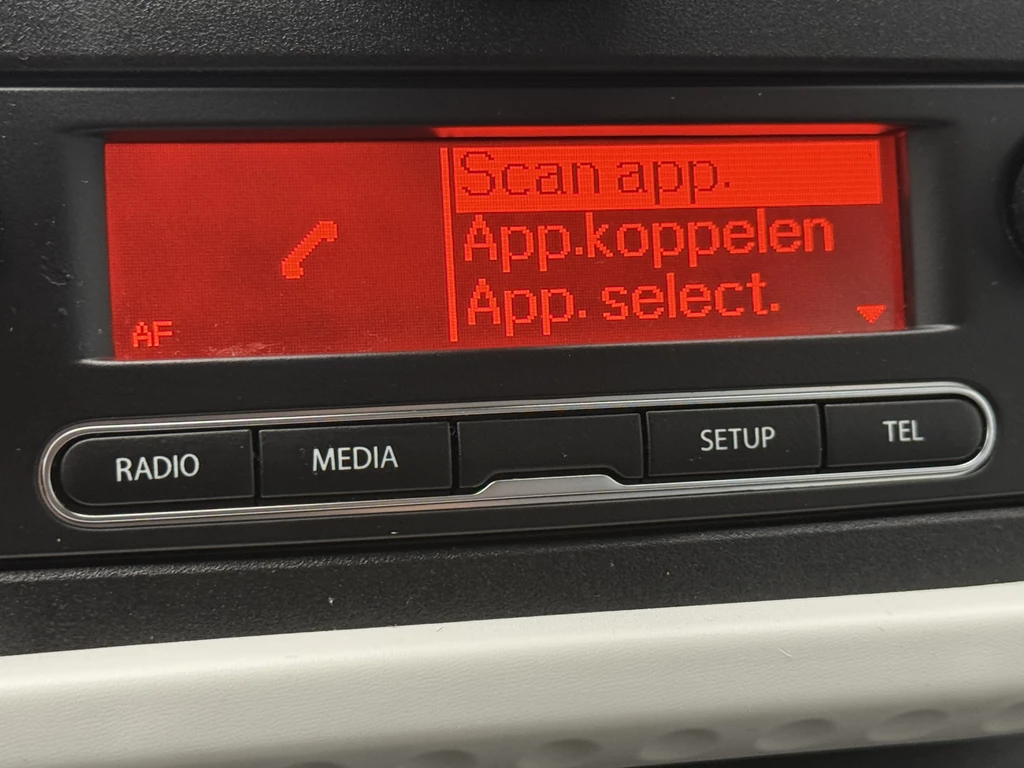 Scan app.
App.koppelen
App. select.
AF
RADIO
MEDIA
SETUP
TEL